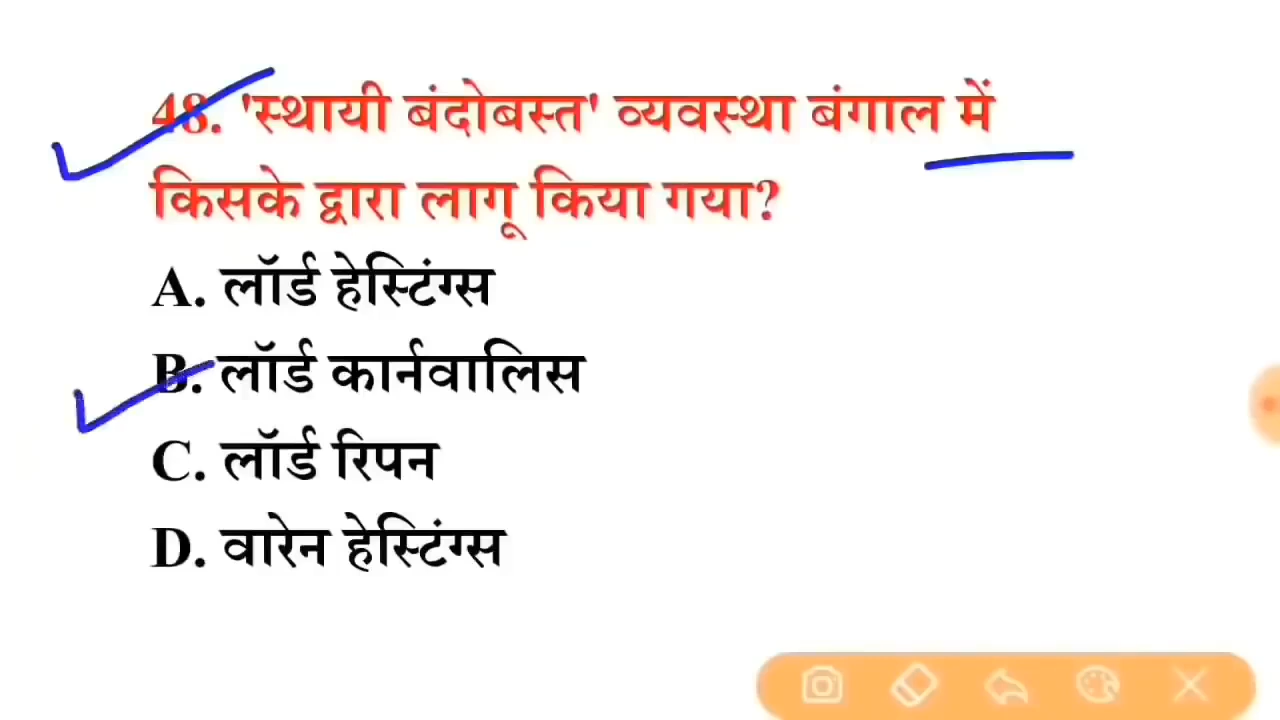 48. 'स्थायी बंदोबस्त' व्यवस्था बंगाल में
किसके द्वारा लागू किया गया?
A. लॉर्ड हेस्टिंग्स
B. लॉर्ड कार्नवालिस
C. लॉर्ड रिपन
D. वारेन हेस्टिंग्स